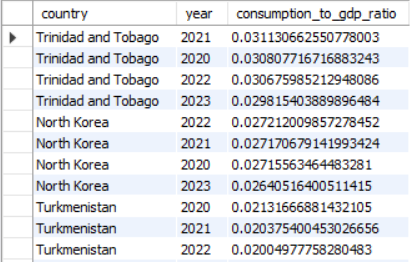 country year consumption_to_gdp_ratio
Trinidad and Tobago 2021 0.031130662550778003
Trinidad and Tobago 2020 0.030807716716883243
Trinidad and Tobago 2022 0.030675985212948086
Trinidad and Tobago 2023 0.029815403889896484
North Korea 2022 0.027212009857278452
North Korea 2021 0.027170679141993424
North Korea 2020 0.02715563464483281
North Korea 2023 0.02640516400511415
Turkmenistan 2020 0.02131666881432105
Turkmenistan 2021 0.020375400453026656
Turkmenistan 2022 0.02004977758280483